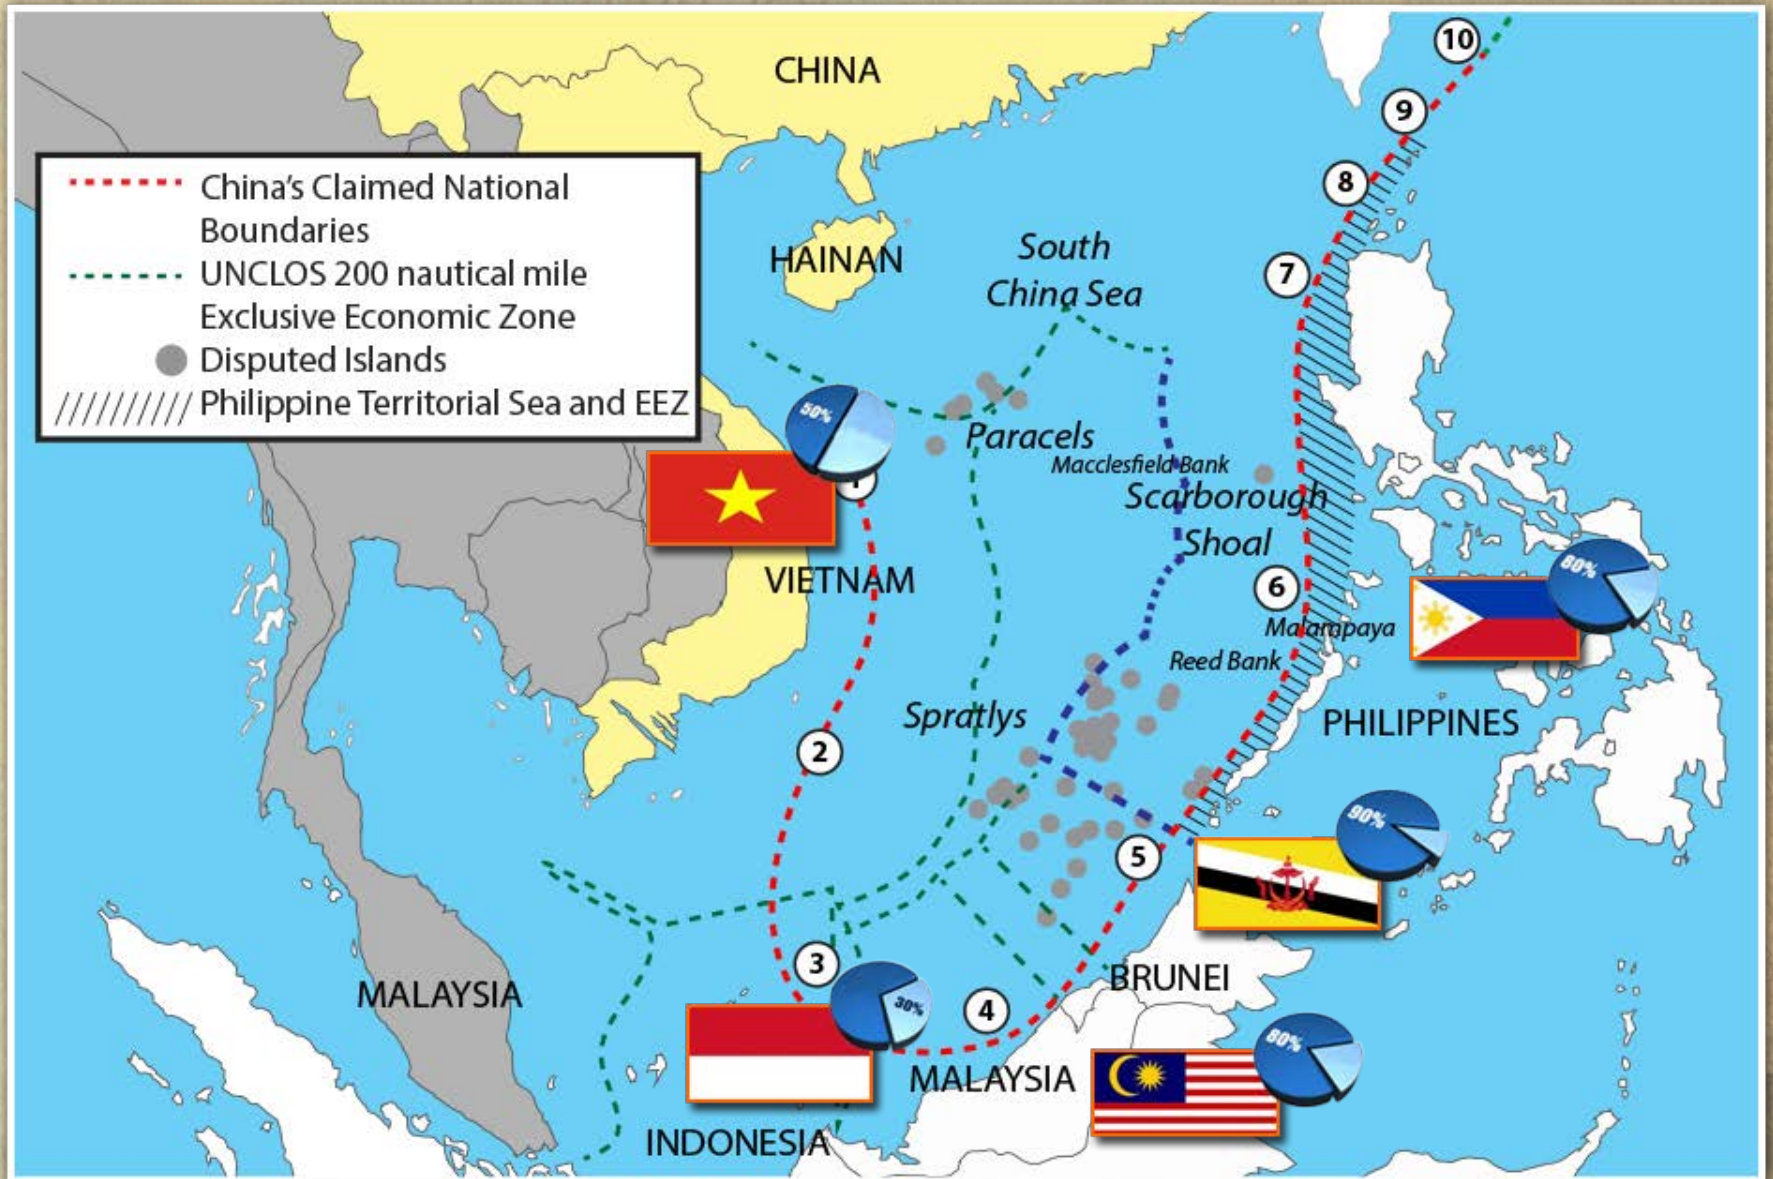 CHINA
10
9
8
7
China's Claimed National
Boundaries
UNCLOS 200 nautical mile
Exclusive Economic Zone
Disputed Islands
Philippine Territorial Sea and EEZ
HAINAN
South
China Sea
50%
1
Paracels
Macclesfield Bank
Scarborough
Shoal
VIETNAM
6
80%
Malampaya
Reed Bank
Spratlys
PHILIPPINES
2
90%
5
3
30%
4
BRUNEI
MALAYSIA
80%
MALAYSIA
INDONESIA